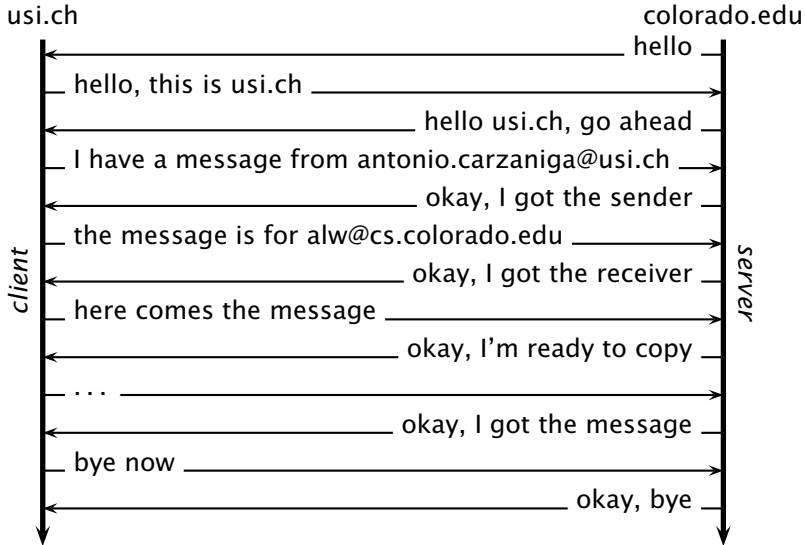 usi.ch
colorado.edu
hello
hello, this is usi.ch
hello usi.ch, go ahead
I have a message from antonio.carzaniga@usi.ch
okay, I got the sender
the message is for alw@cs.colorado.edu
client
server
okay, I got the receiver
here comes the message
okay, I’m ready to copy
. . .
okay, I got the message
bye now
okay, bye